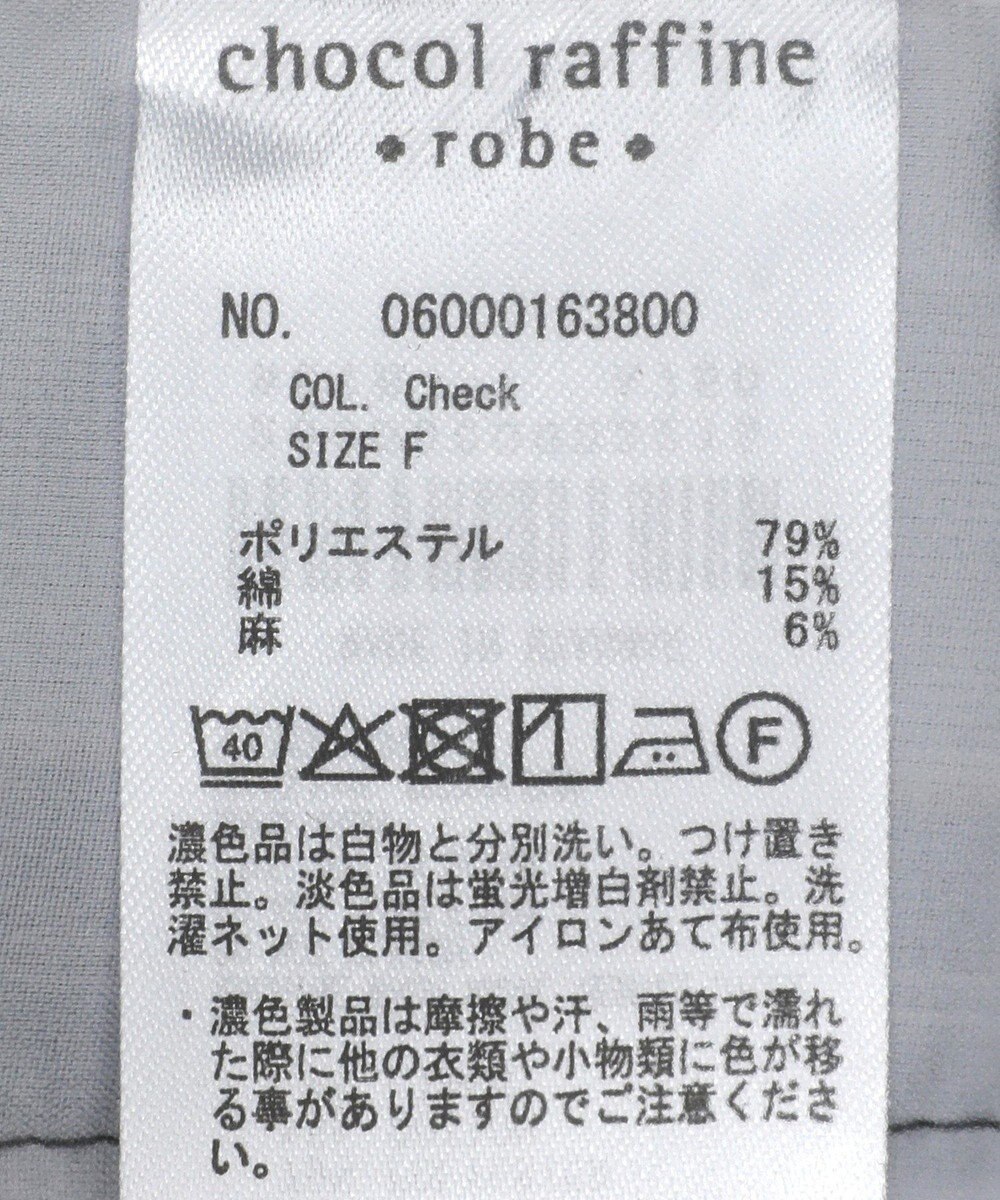 chocol raffine
• robe •
NO. 06000163800
COL. Check
SIZE F
ポリエステル 79%
綿 15%
麻 6%
40 F
濃色品は白物と分別洗い。つけ置き
禁止。淡色品は蛍光増白剤禁止。洗
濯ネット使用。アイロンあて布使用。
・濃色製品は摩擦や汗、雨等で濡れ
た際に他の衣類や小物類に色が移
る事がありますのでご注意くださ
い。